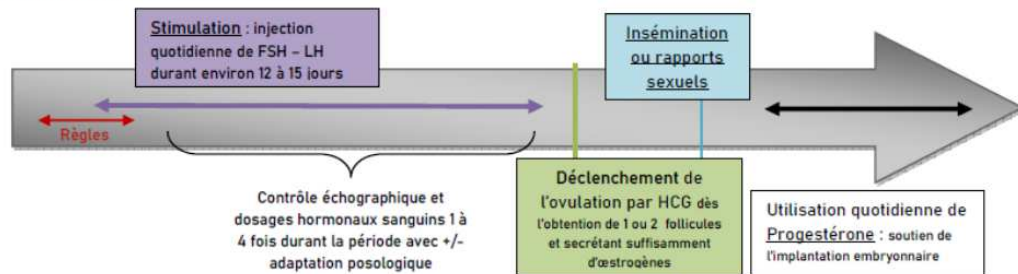 Stimulation : injection
quotidienne de FSH – LH
durant environ 12 à 15 jours
Insémination
ou rapports
sexuels
Règles
Contrôle échographique et
dosages hormonaux sanguins 1 à
4 fois durant la période avec +/-
adaptation posologique
Déclenchement de
l'ovulation par HCG dès
l'obtention de 1 ou 2 follicules
et secrétant suffisamment
d'œstrogènes
Utilisation quotidienne de
Progestérone : soutien de
l'implantation embryonnaire